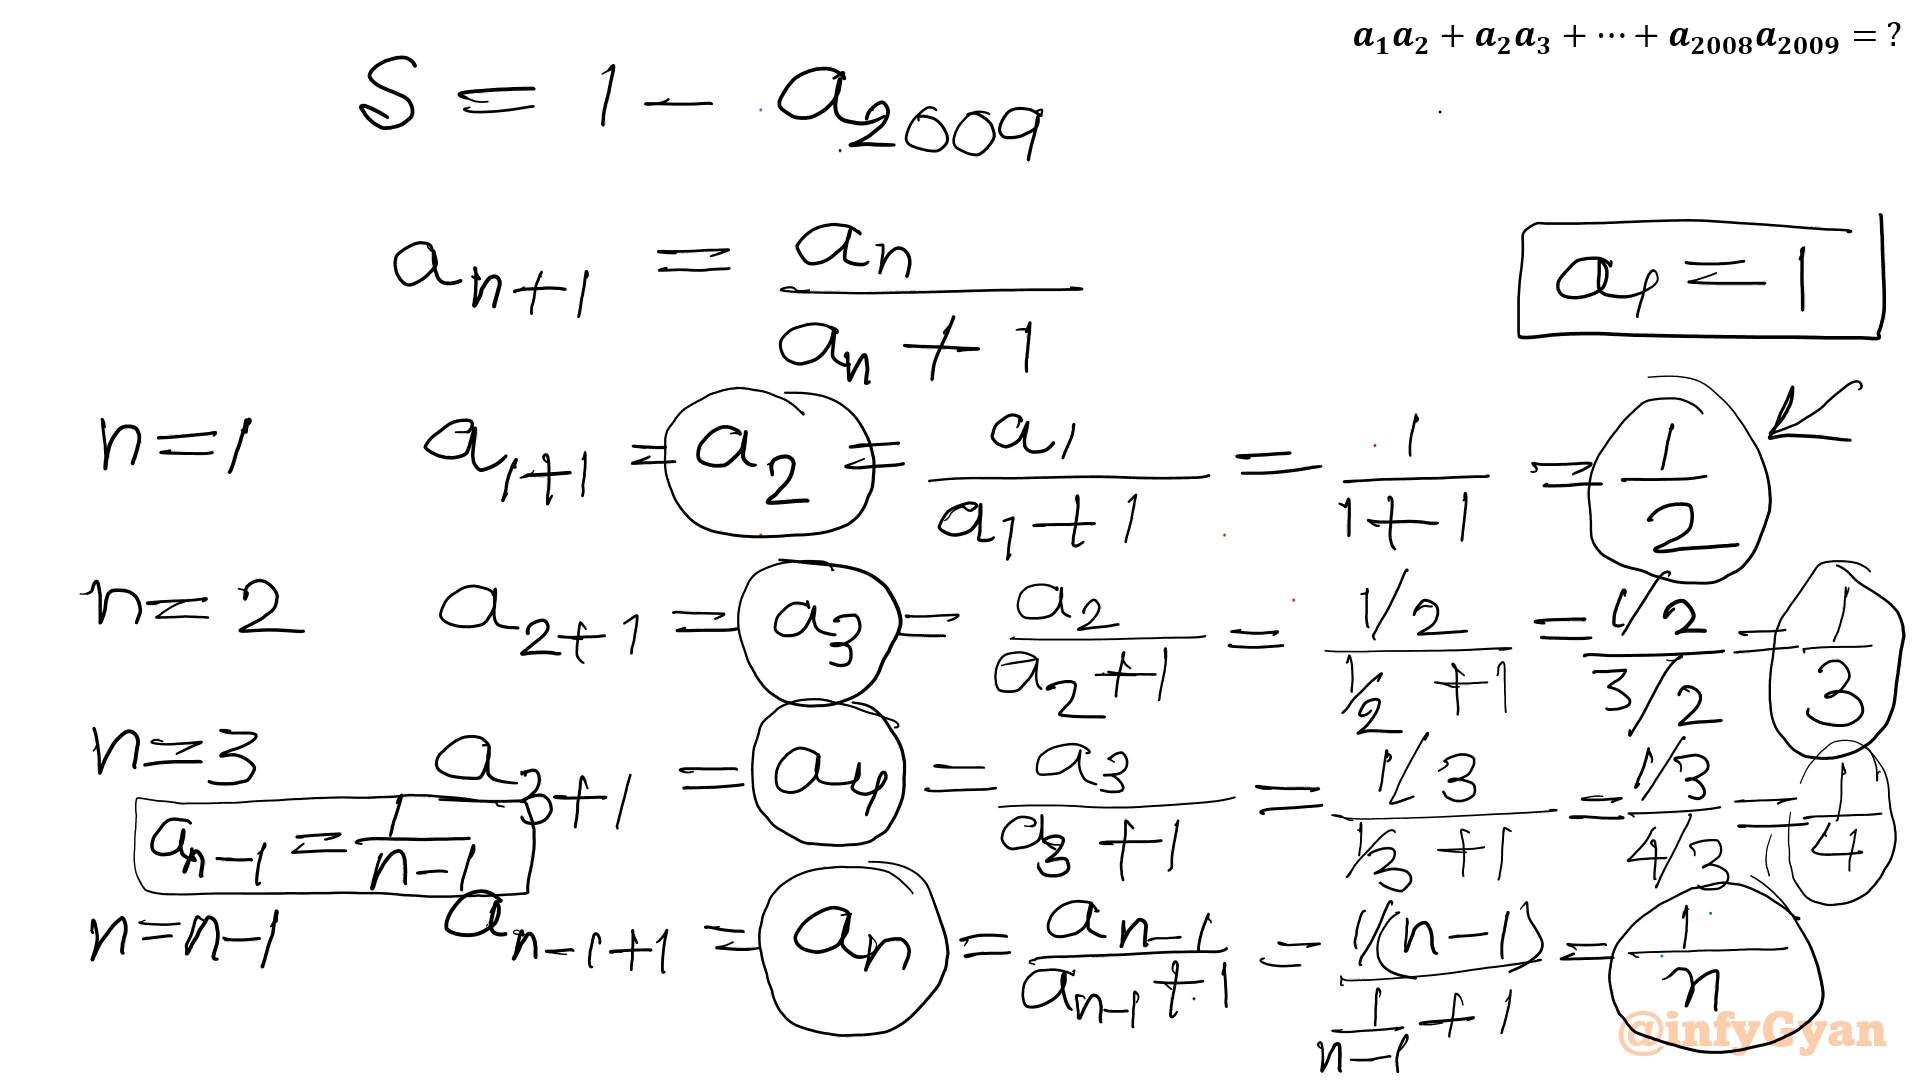 a₁a₂ + a₂a₃ + ⋯ + a₂₀₀₈a₂₀₀₉ = ?
S = 1 - a₂₀₀₉
aₙ₊₁ = aₙ / (aₙ + 1)
a₁ = 1
n=1 a₁₊₁ = a₂ = a₁ / (a₁ + 1) = 1 / (1+1) = 1/2
n=2 a₂₊₁ = a₃ = a₂ / (a₂+1) = (1/2) / (1/2 + 1) = (1/2) / (3/2) = 1/3
n=3 a₃₊₁ = a₄ = a₃ / (a₃+1) = (1/3) / (1/3 + 1) = (1/3) / (4/3) = 1/4
aₙ₋₁ = 1 / (n-1)
n=n-1 aₙ₋₁₊₁ = aₙ = aₙ₋₁ / (aₙ₋₁+1) = (1/(n-1)) / (1/(n-1) + 1) = 1/n
@infyGyan